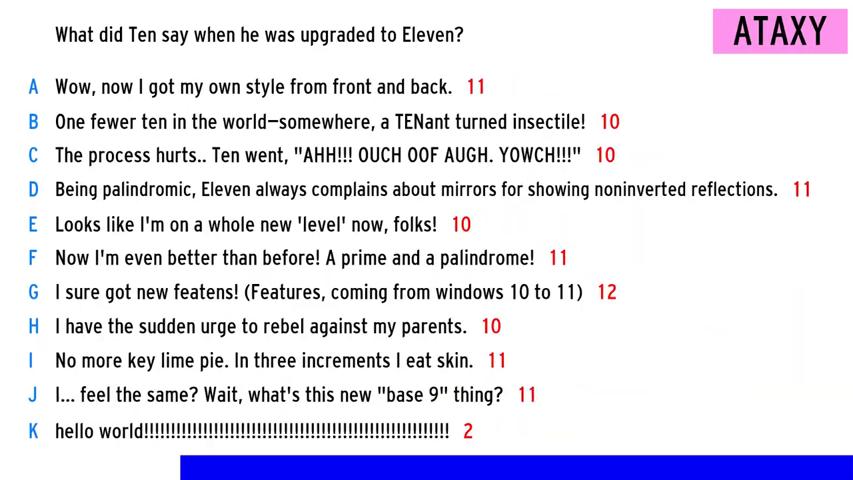 What did Ten say when he was upgraded to Eleven?
ATAXY
A Wow, now I got my own style from front and back. 11
B One fewer ten in the world—somewhere, a TENant turned insectile! 10
C The process hurts.. Ten went, "AHH!!! OUCH OOF AUGH. YOWCH!!!" 10
D Being palindromic, Eleven always complains about mirrors for showing noninverted reflections. 11
E Looks like I'm on a whole new 'level' now, folks! 10
F Now I'm even better than before! A prime and a palindrome! 11
G I sure got new featens! (Features, coming from windows 10 to 11) 12
H I have the sudden urge to rebel against my parents. 10
I No more key lime pie. In three increments I eat skin. 11
J I... feel the same? Wait, what's this new "base 9" thing? 11
K hello world!!!!!!!!!!!!!!!!!!!!!!!!!!!!!!!!!!!!!!!!!!!!!!!!!!!!!!!!! 2